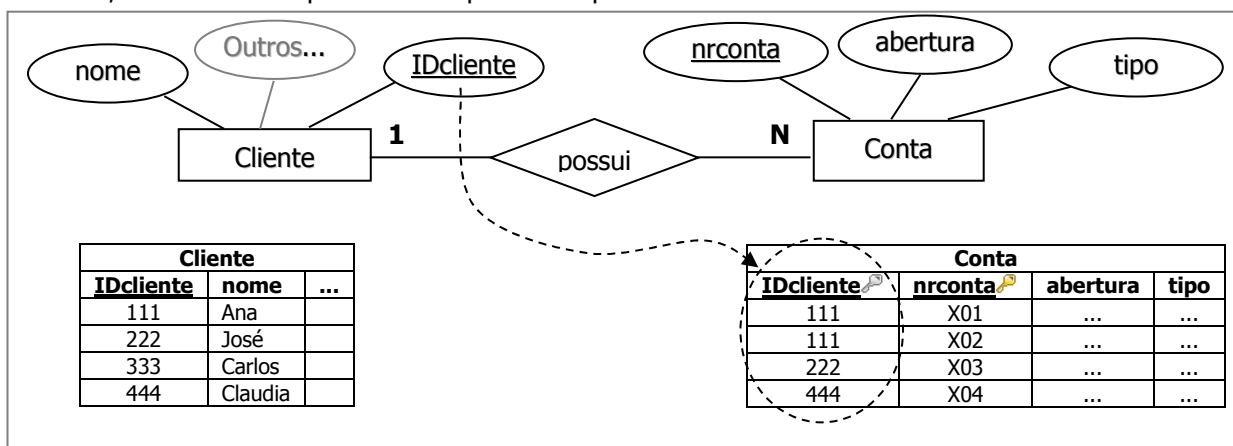 nome
Outros...
IDcliente
nrconta
abertura
tipo
Cliente
1
possui
N
Conta
Cliente
IDcliente nome ...
111 Ana
222 José
333 Carlos
444 Claudia
Conta
IDcliente nrconta abertura tipo
111 X01 ... ...
111 X02 ... ...
222 X03 ... ...
444 X04 ... ...